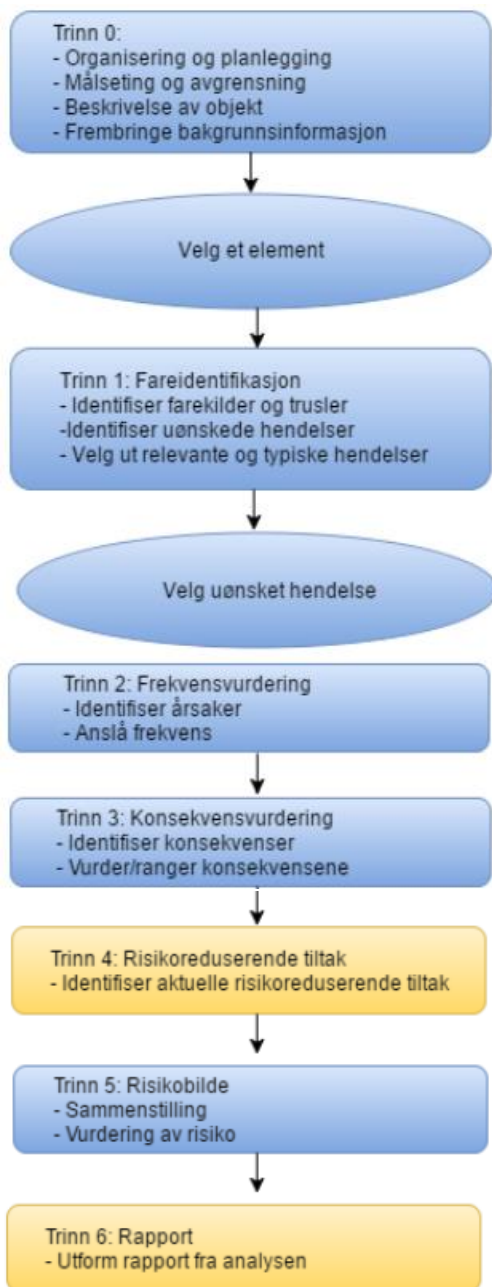 Trinn 0:
- Organisering og planlegging
- Målseting og avgrensning
- Beskrivelse av objekt
- Frembringe bakgrunnsinformasjon
Velg et element
Trinn 1: Fareidentifikasjon
- Identifiser farekilder og trusler
-Identifiser uønskede hendelser
- Velg ut relevante og typiske hendelser
Velg uønsket hendelse
Trinn 2: Frekvensvurdering
- Identifiser årsaker
- Anslå frekvens
Trinn 3: Konsekvensvurdering
- Identifiser konsekvenser
- Vurder/ranger konsekvensene
Trinn 4: Risikoreduserende tiltak
- Identifiser aktuelle risikoreduserende tiltak
Trinn 5: Risikobilde
- Sammenstilling
- Vurdering av risiko
Trinn 6: Rapport
- Utform rapport fra analysen